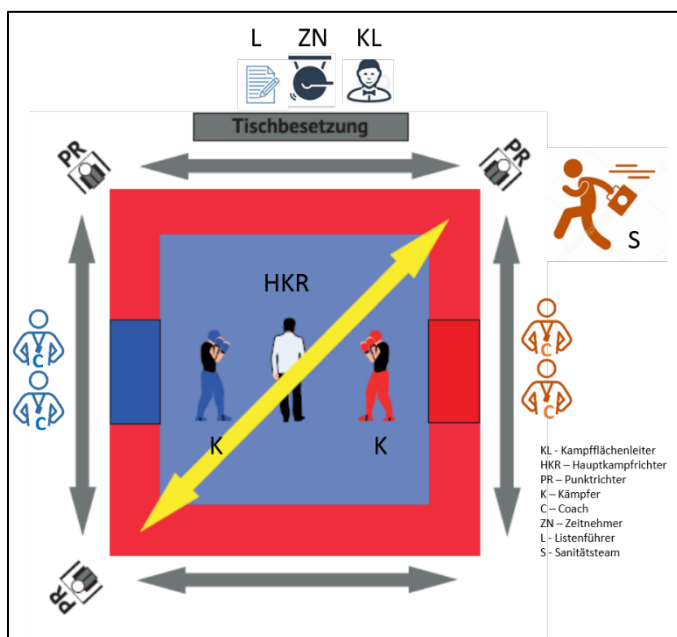 L ZN KL
Tischbesetzung
PR
PR
S
HKR
C
C
C
C
K
K
KL - Kampfflächenleiter
HKR – Hauptkampfrichter
PR – Punktrichter
K – Kämpfer
C – Coach
ZN – Zeitnehmer
L - Listenführer
S - Sanitätsteam
PR